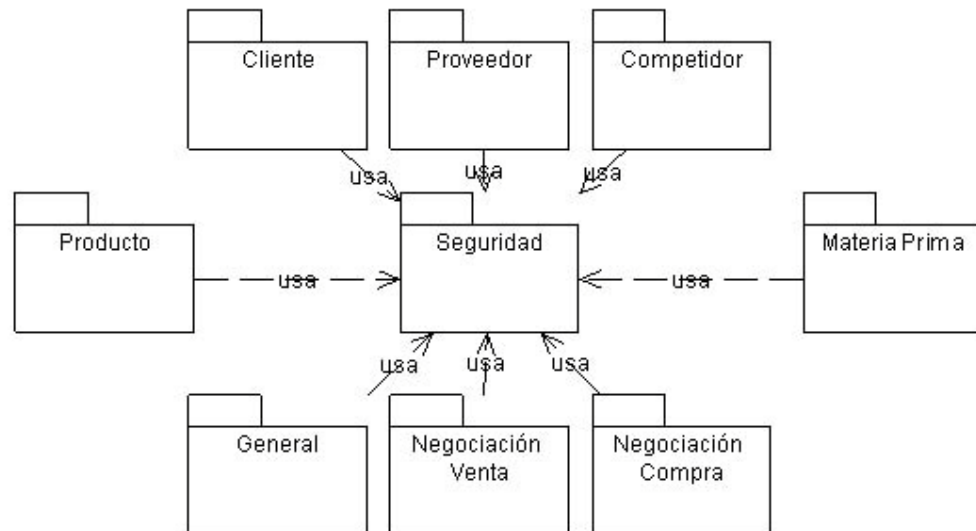 Cliente
Proveedor
Competidor
usa
usa
usa
Producto
Seguridad
Materia Prima
usa
usa
usa
usa
usa
General
Negociación
Venta
Negociación
Compra